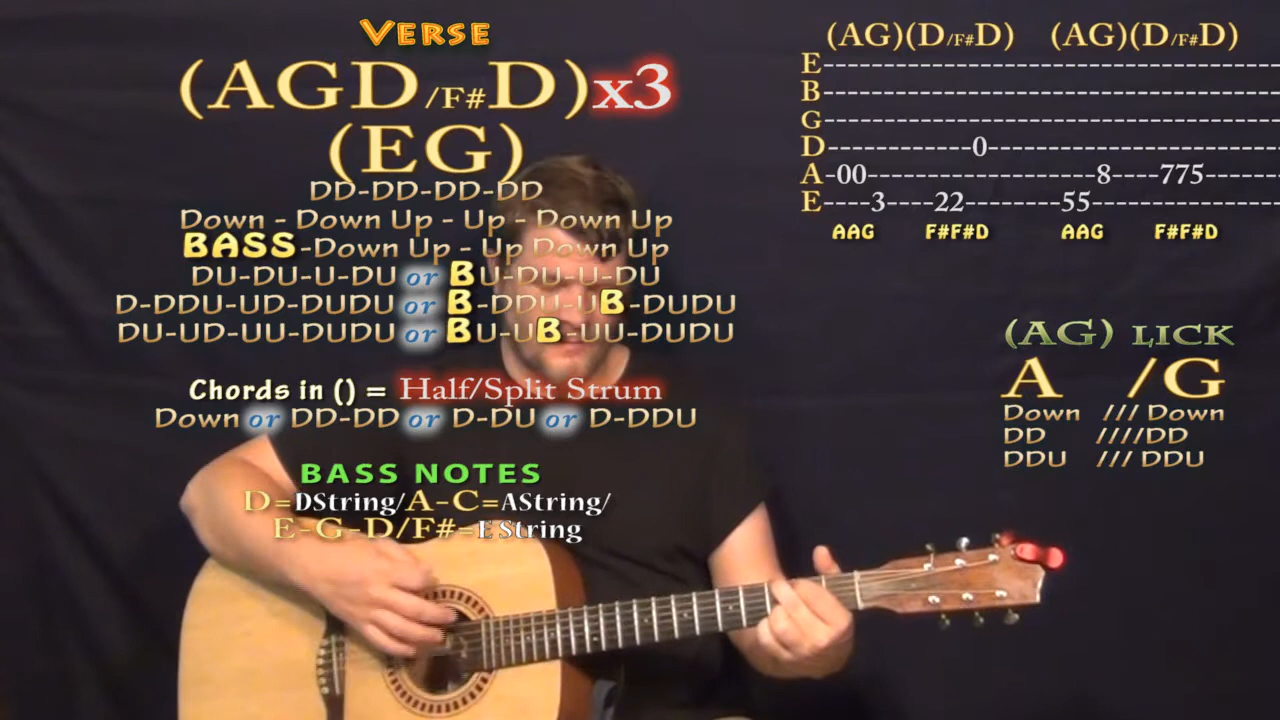 VERSE
(AGD/F#D)x3
(EG)
DD-DD-DD-DD
Down - Down Up - Up - Down Up
BASS-Down Up - Up Down Up
DU-DU-U-DU or BU-DU-U-DU
D-DDU-UD-DUDU or B-DDU-UB-DUDU
DU-UD-UU-DUDU or BU-UB-UU-DUDU
Chords in () = Half/Split Strum
Down or DD-DD or D-DU or D-DDU
BASS NOTES
D=DString/A-C=AString/
E-G-D/F#=E String
(AG)(D/F#D) (AG)(D/F#D)
E----------------------------------------
B----------------------------------------
G----------------------------------------
D------------0------------------------
A-00-------------------8----775------
E----3----22--------55----------------
AAG F#F#D AAG F#F#D
(AG) LICK
A /G
Down /// Down
DD ////DD
DDU /// DDU